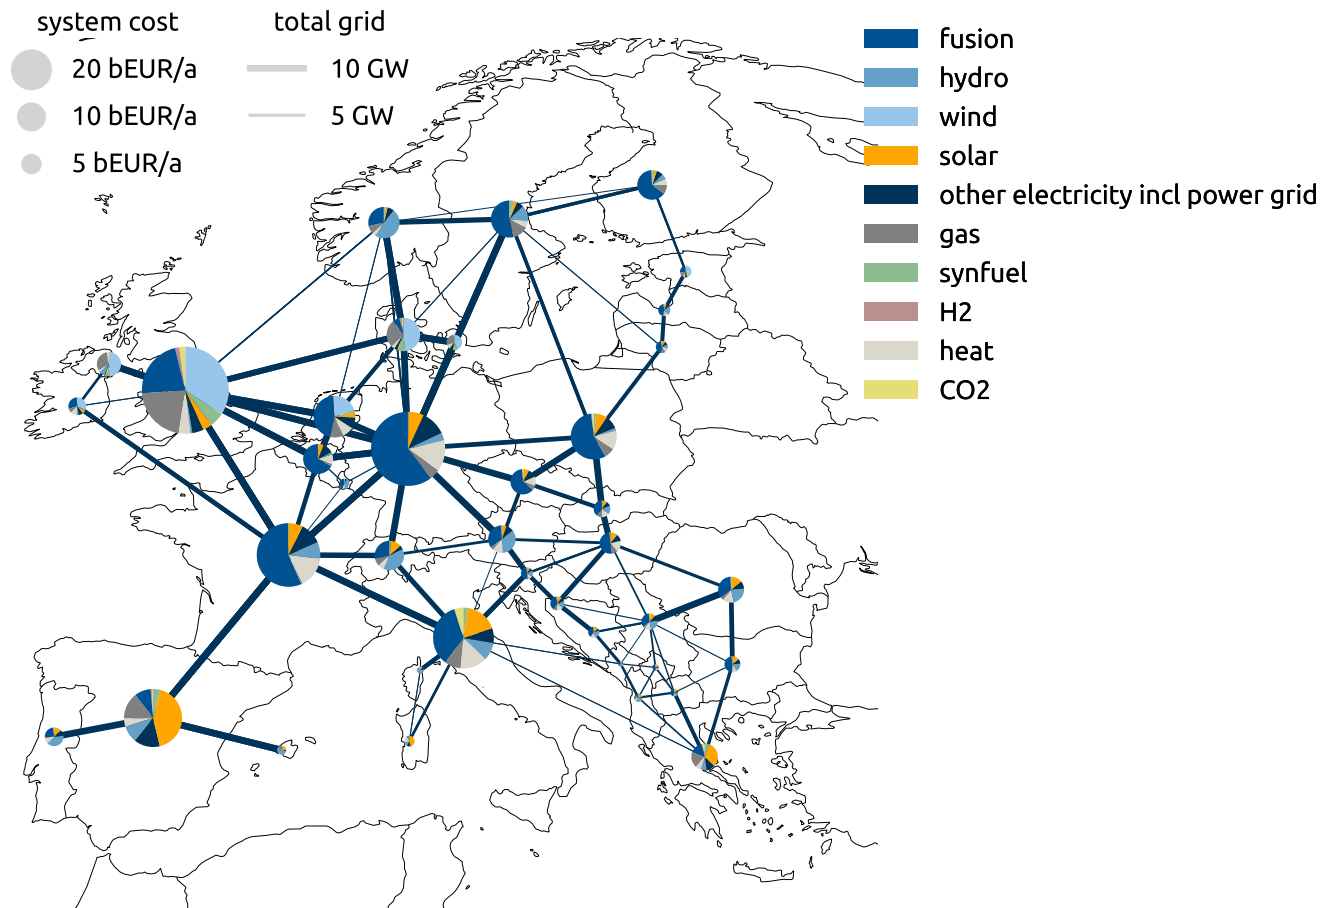 system cost
20 bEUR/a
10 bEUR/a
5 bEUR/a
total grid
10 GW
5 GW
fusion
hydro
wind
solar
other electricity incl power grid
gas
synfuel
H2
heat
CO2